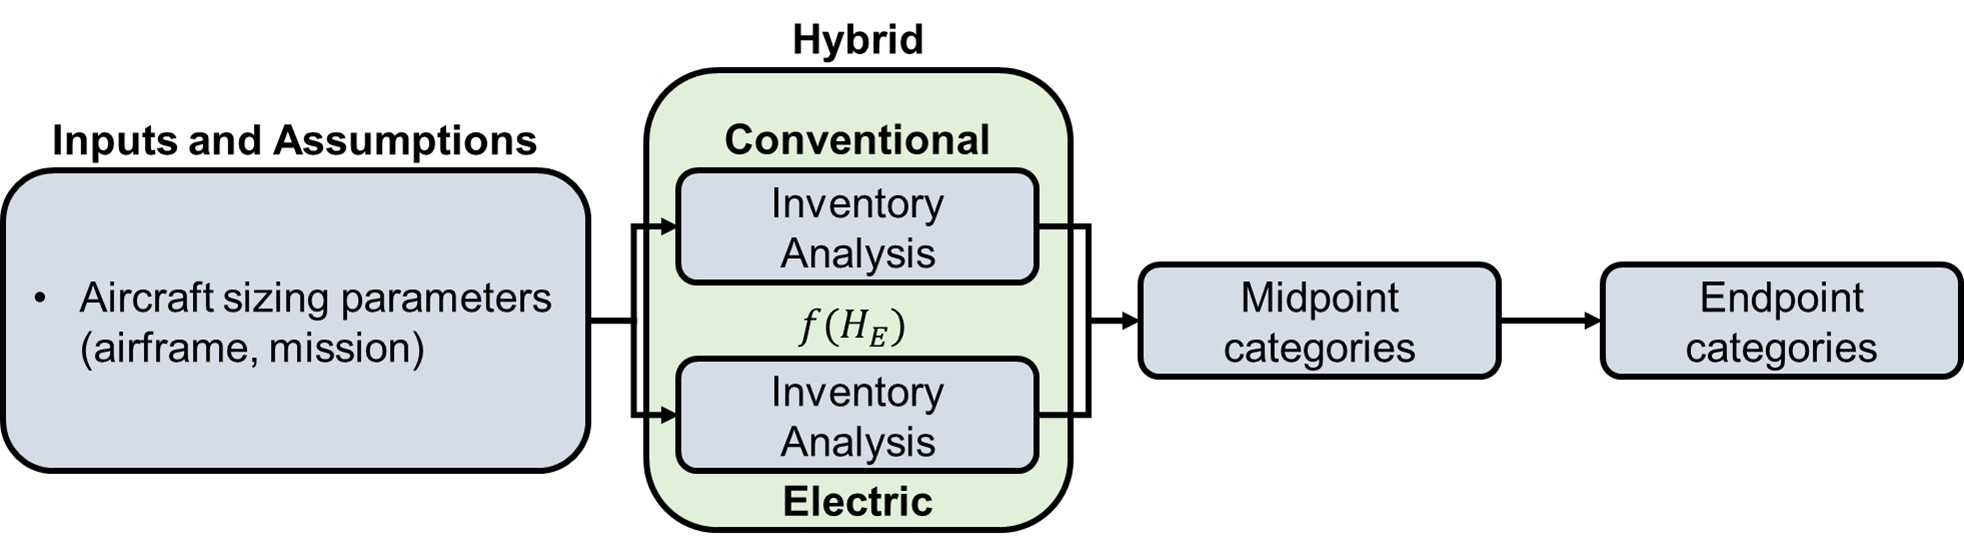 Inputs and Assumptions
• Aircraft sizing parameters
(airframe, mission)
Hybrid
Conventional
Inventory
Analysis
f(H_E)
Inventory
Analysis
Electric
Midpoint
categories
Endpoint
categories